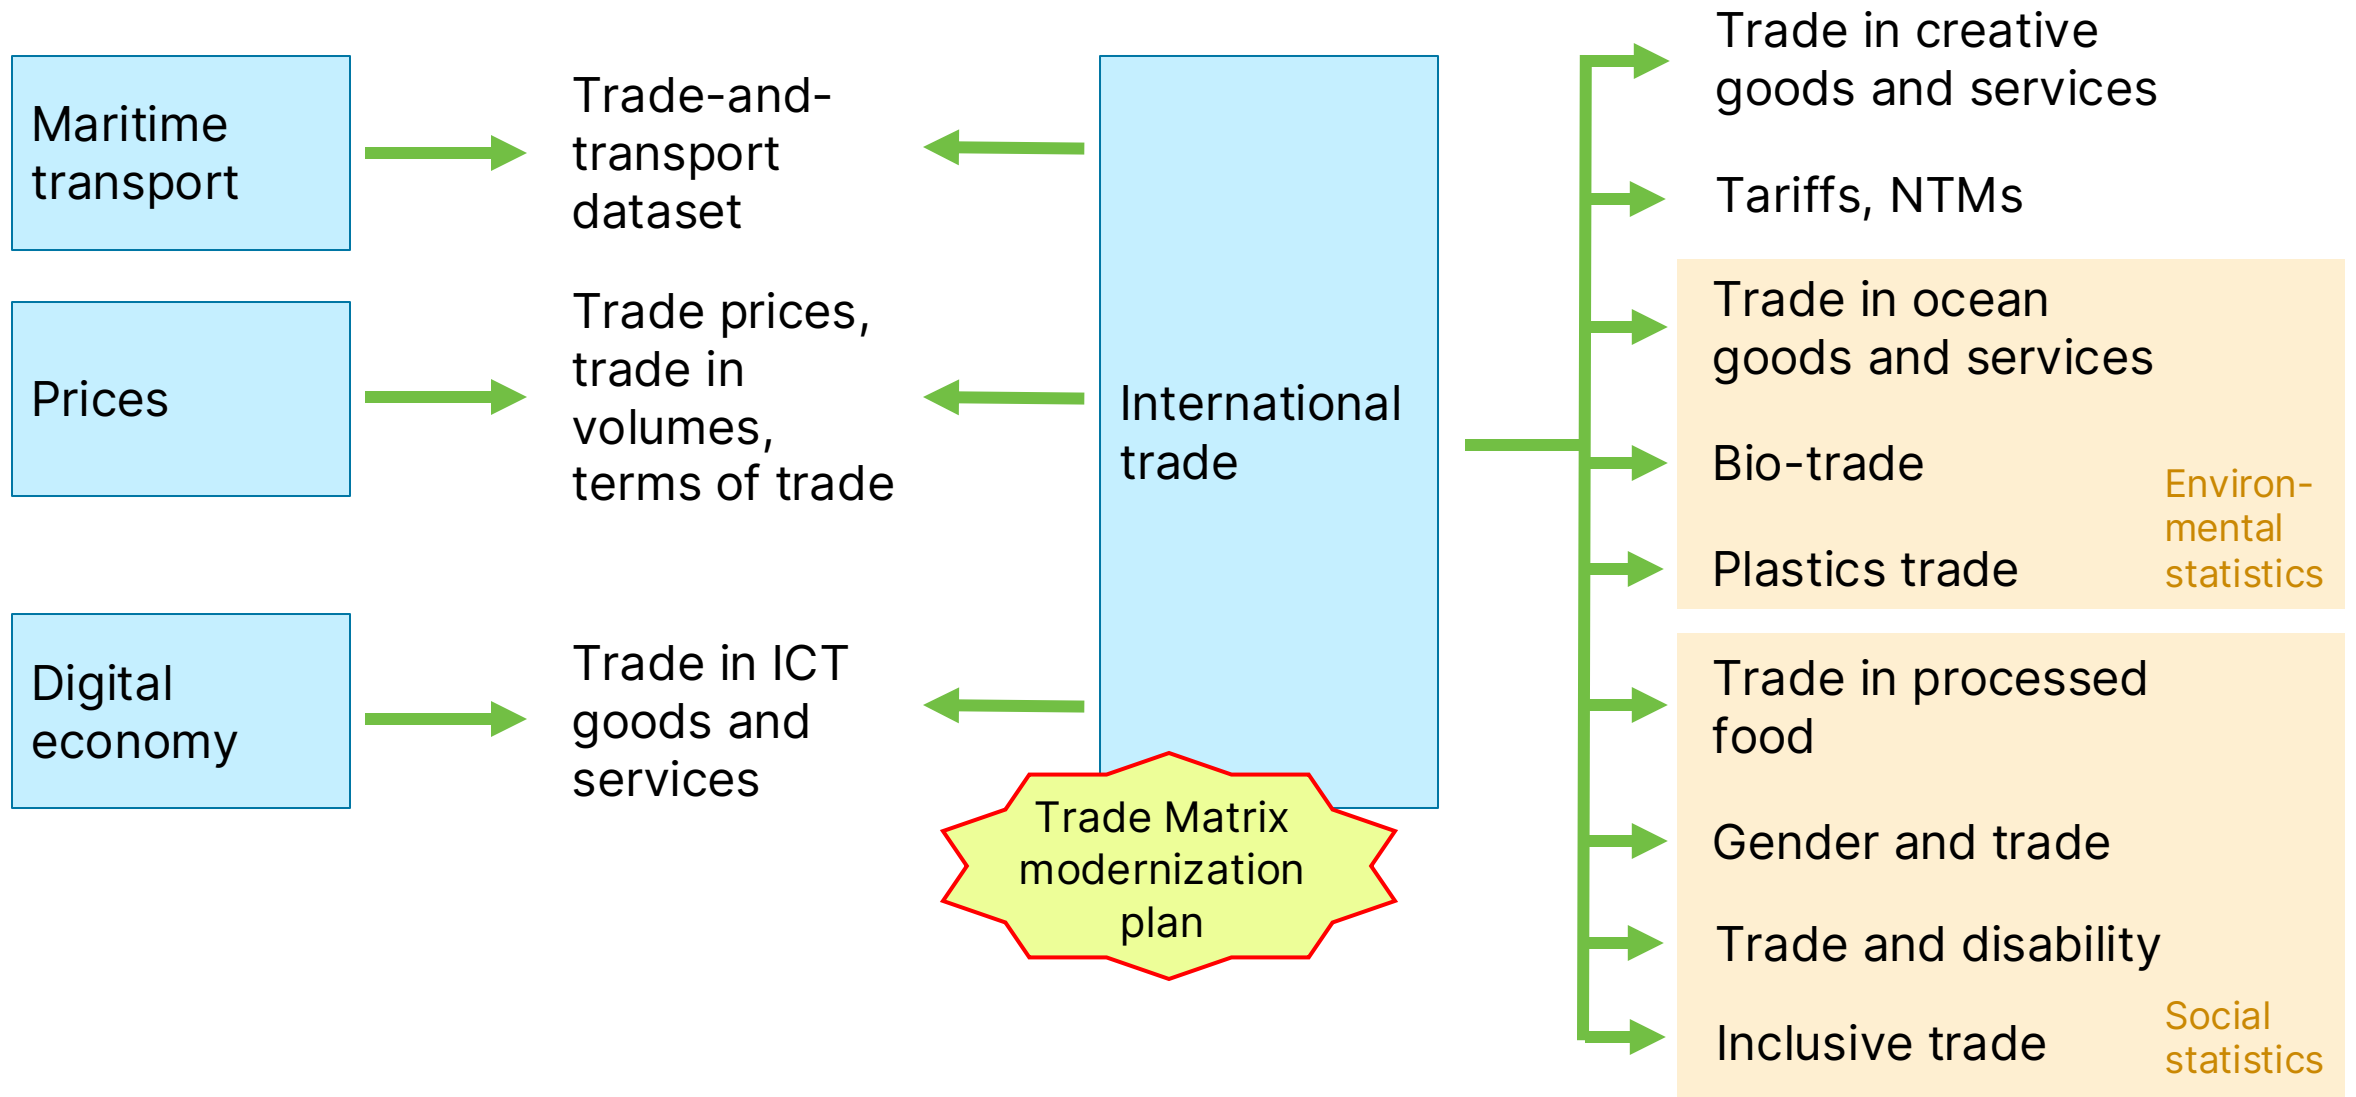 Maritime
transport
Trade-and-
transport
dataset
Prices
Trade prices,
trade in
volumes,
terms of trade
Digital
economy
Trade in ICT
goods and
services
International
trade
Trade Matrix
modernization
plan
Trade in creative
goods and services
Tariffs, NTMs
Trade in ocean
goods and services
Bio-trade
Plastics trade
Environ-
mental
statistics
Trade in processed
food
Gender and trade
Trade and disability
Inclusive trade
Social
statistics